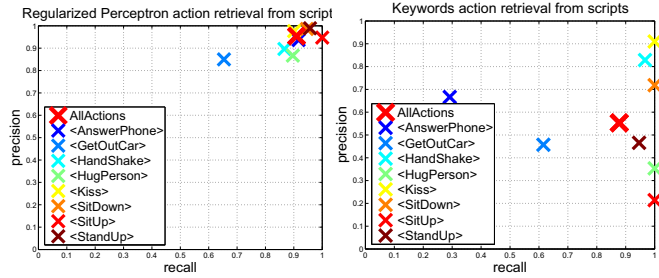 Regularized Perceptron action retrieval from scrip
1
0.9
0.8
0.7
0.6
0.5
0.4
0.3
0.2
0.1
0
precision
AllActions
<AnswerPhone>
<GetOutCar>
<HandShake>
<HugPerson>
<Kiss>
<SitDown>
<SitUp>
<StandUp>
0 0.1 0.2 0.3 0.4 0.5 0.6 0.7 0.8 0.9 1
recall
Keywords action retrieval from scripts
1
0.9
0.8
0.7
0.6
0.5
0.4
0.3
0.2
0.1
0
precision
AllActions
<AnswerPhone>
<GetOutCar>
<HandShake>
<HugPerson>
<Kiss>
<SitDown>
<SitUp>
<StandUp>
0 0.1 0.2 0.3 0.4 0.5 0.6 0.7 0.8 0.9 1
recall